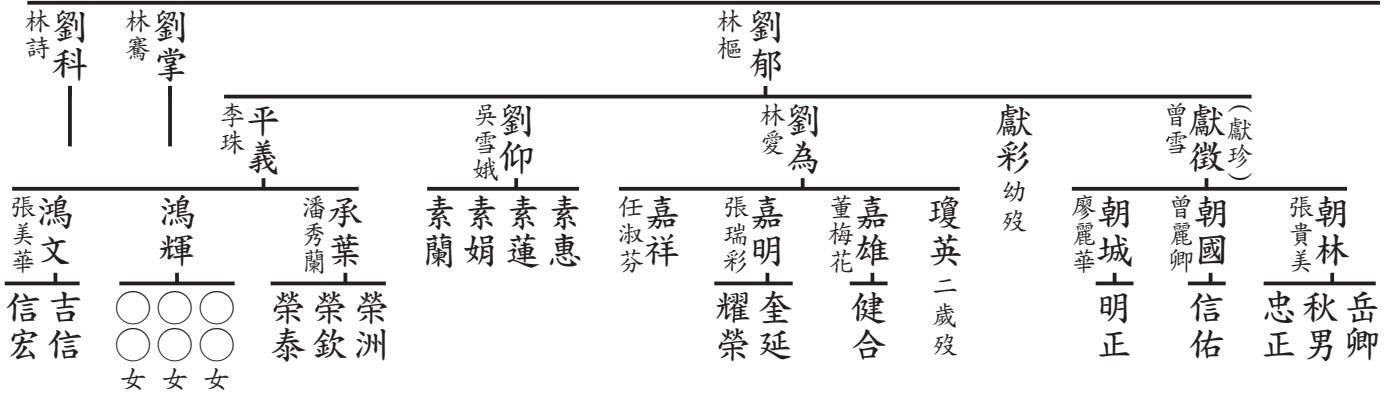 劉郁
林樞
劉掌
林騫
劉科
林詩
(獻珍)
獻徵
曾雪
獻彩 幼歿
劉為
林愛
劉仰
吳雪娥
平義
李珠
朝林
張貴美
朝國
曾麗卿
朝城
廖麗華
瓊英 二歲歿
嘉雄
董梅花
嘉明
張瑞彩
嘉祥
任淑芬
素惠
素蓮
素娟
素蘭
承葉
潘秀蘭
鴻輝
鴻文
張美華
岳卿
秋男
忠正
信佑
明正
健合
奎延
耀榮
榮洲
榮欽
榮泰
○○女
○○女
○○女
吉信
信宏